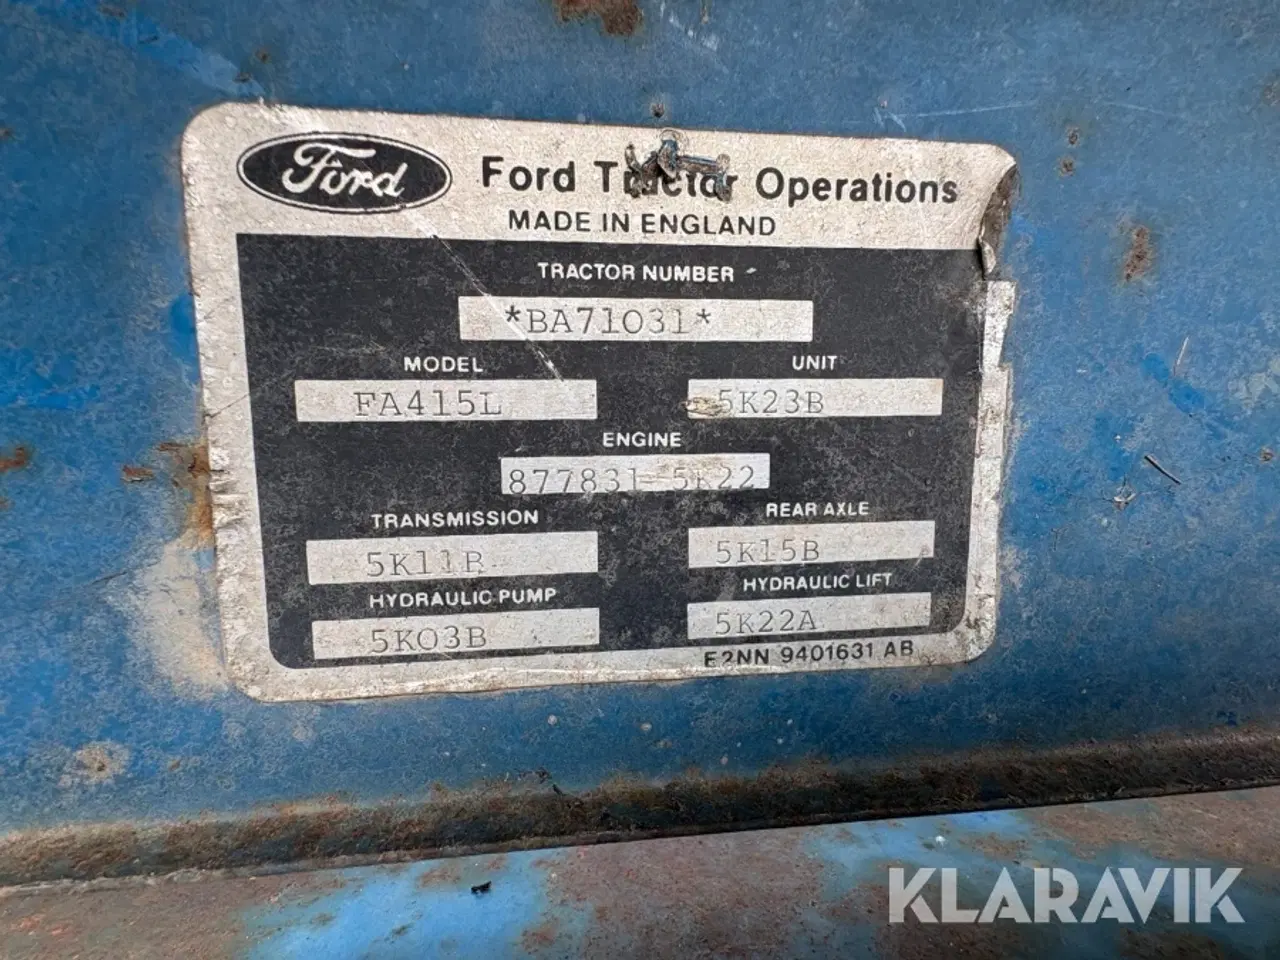 Ford Ford Tractor Operations
MADE IN ENGLAND
TRACTOR NUMBER
*BA71031*
MODEL UNIT
FA415L 5K23B
ENGINE
877831 5K22
TRANSMISSION REAR AXLE
5K11B 5K15B
HYDRAULIC PUMP HYDRAULIC LIFT
5K03B 5K22A
E2NN 9401631 AB
KLARAVIK